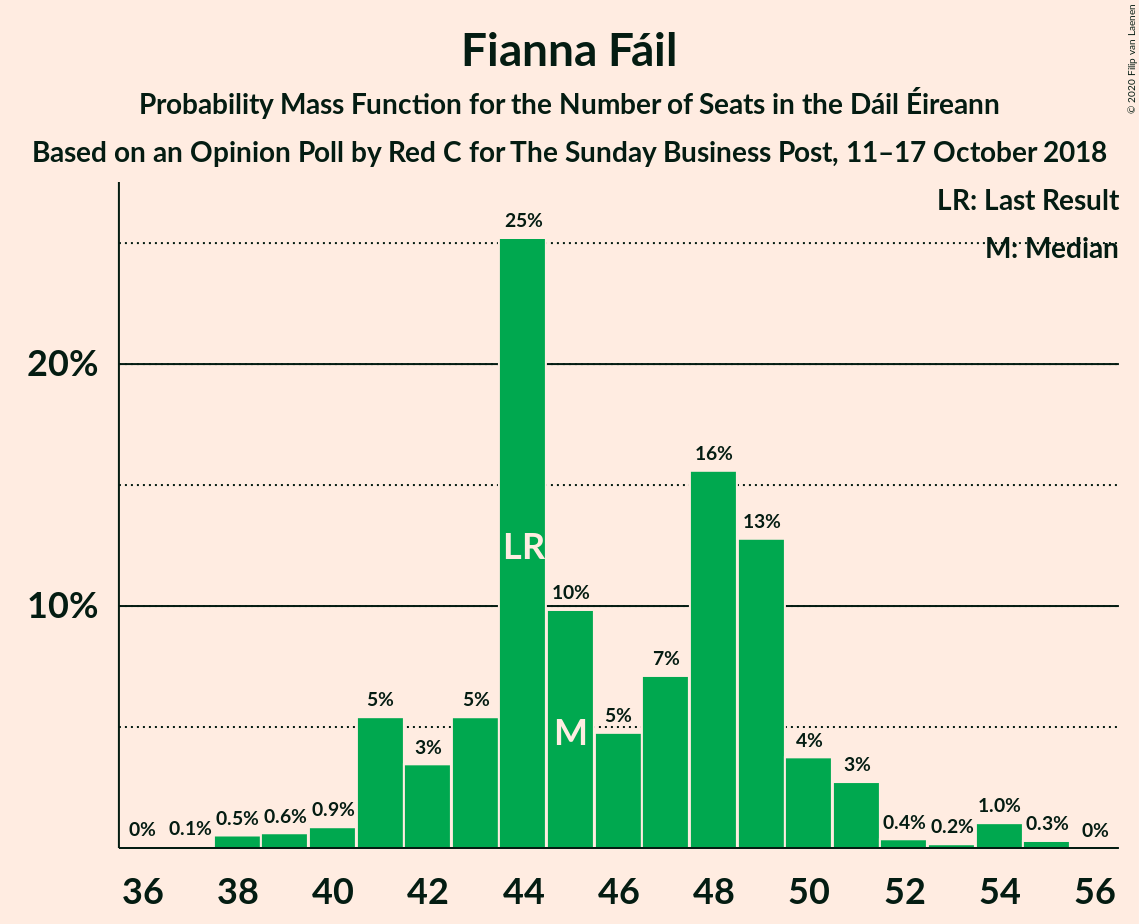 Fianna Fáil
Probability Mass Function for the Number of Seats in the Dáil Éireann
Based on an Opinion Poll by Red C for The Sunday Business Post, 11–17 October 2018
© 2020 Filip van Laenen
LR: Last Result
M: Median
20%
10%
0%
0.1%
0.5%
0.6%
0.9%
5%
3%
5%
25%
10%
5%
7%
16%
13%
4%
3%
0.4%
0.2%
1.0%
0.3%
0%
LR
M
36 38 40 42 44 46 48 50 52 54 56